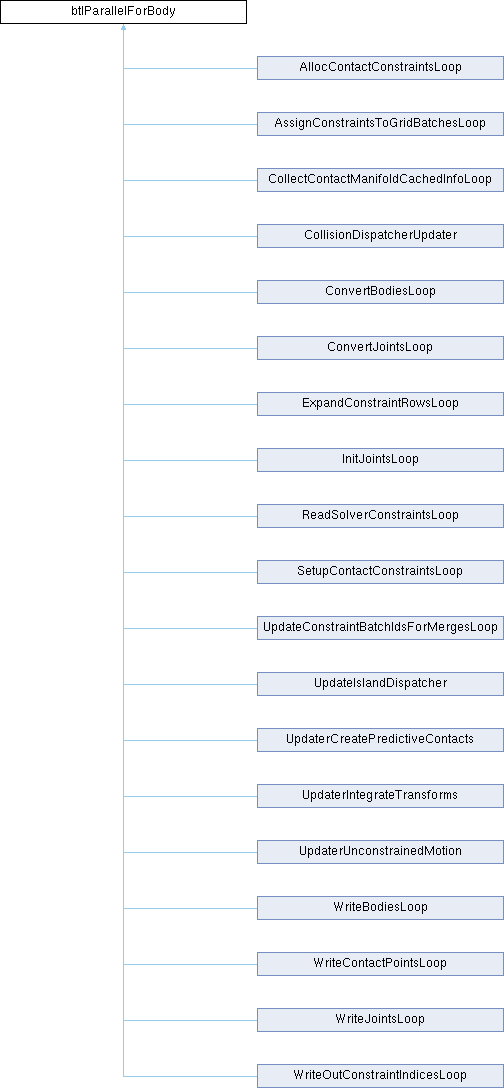 btIParallelForBody
AllocContactConstraintsLoop
AssignConstraintsToGridBatchesLoop
CollectContactManifoldCachedInfoLoop
CollisionDispatcherUpdater
ConvertBodiesLoop
ConvertJointsLoop
ExpandConstraintRowsLoop
InitJointsLoop
ReadSolverConstraintsLoop
SetupContactConstraintsLoop
UpdateConstraintBatchIdsForMergesLoop
UpdateIslandDispatcher
UpdaterCreatePredictiveContacts
UpdaterIntegrateTransforms
UpdaterUnconstrainedMotion
WriteBodiesLoop
WriteContactPointsLoop
WriteJointsLoop
WriteOutConstraintIndicesLoop